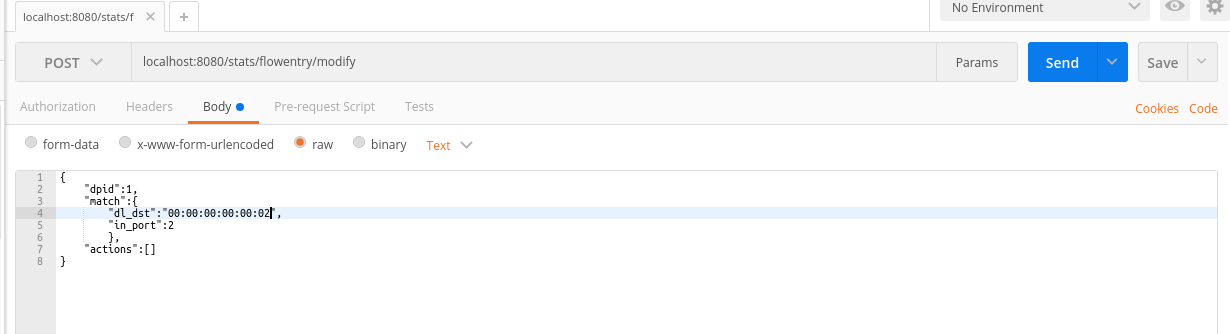 localhost:8080/stats/f
No Environment
POST localhost:8080/stats/flowentry/modify Params Send Save
Authorization Headers Body Pre-request Script Tests Cookies Code
form-data x-www-form-urlencoded raw binary Text
1 {
2 "dpid":1,
3 "match":{
4 "dl_dst":"00:00:00:00:00:02",
5 "in_port":2
6 },
7 "actions":[]
8 }